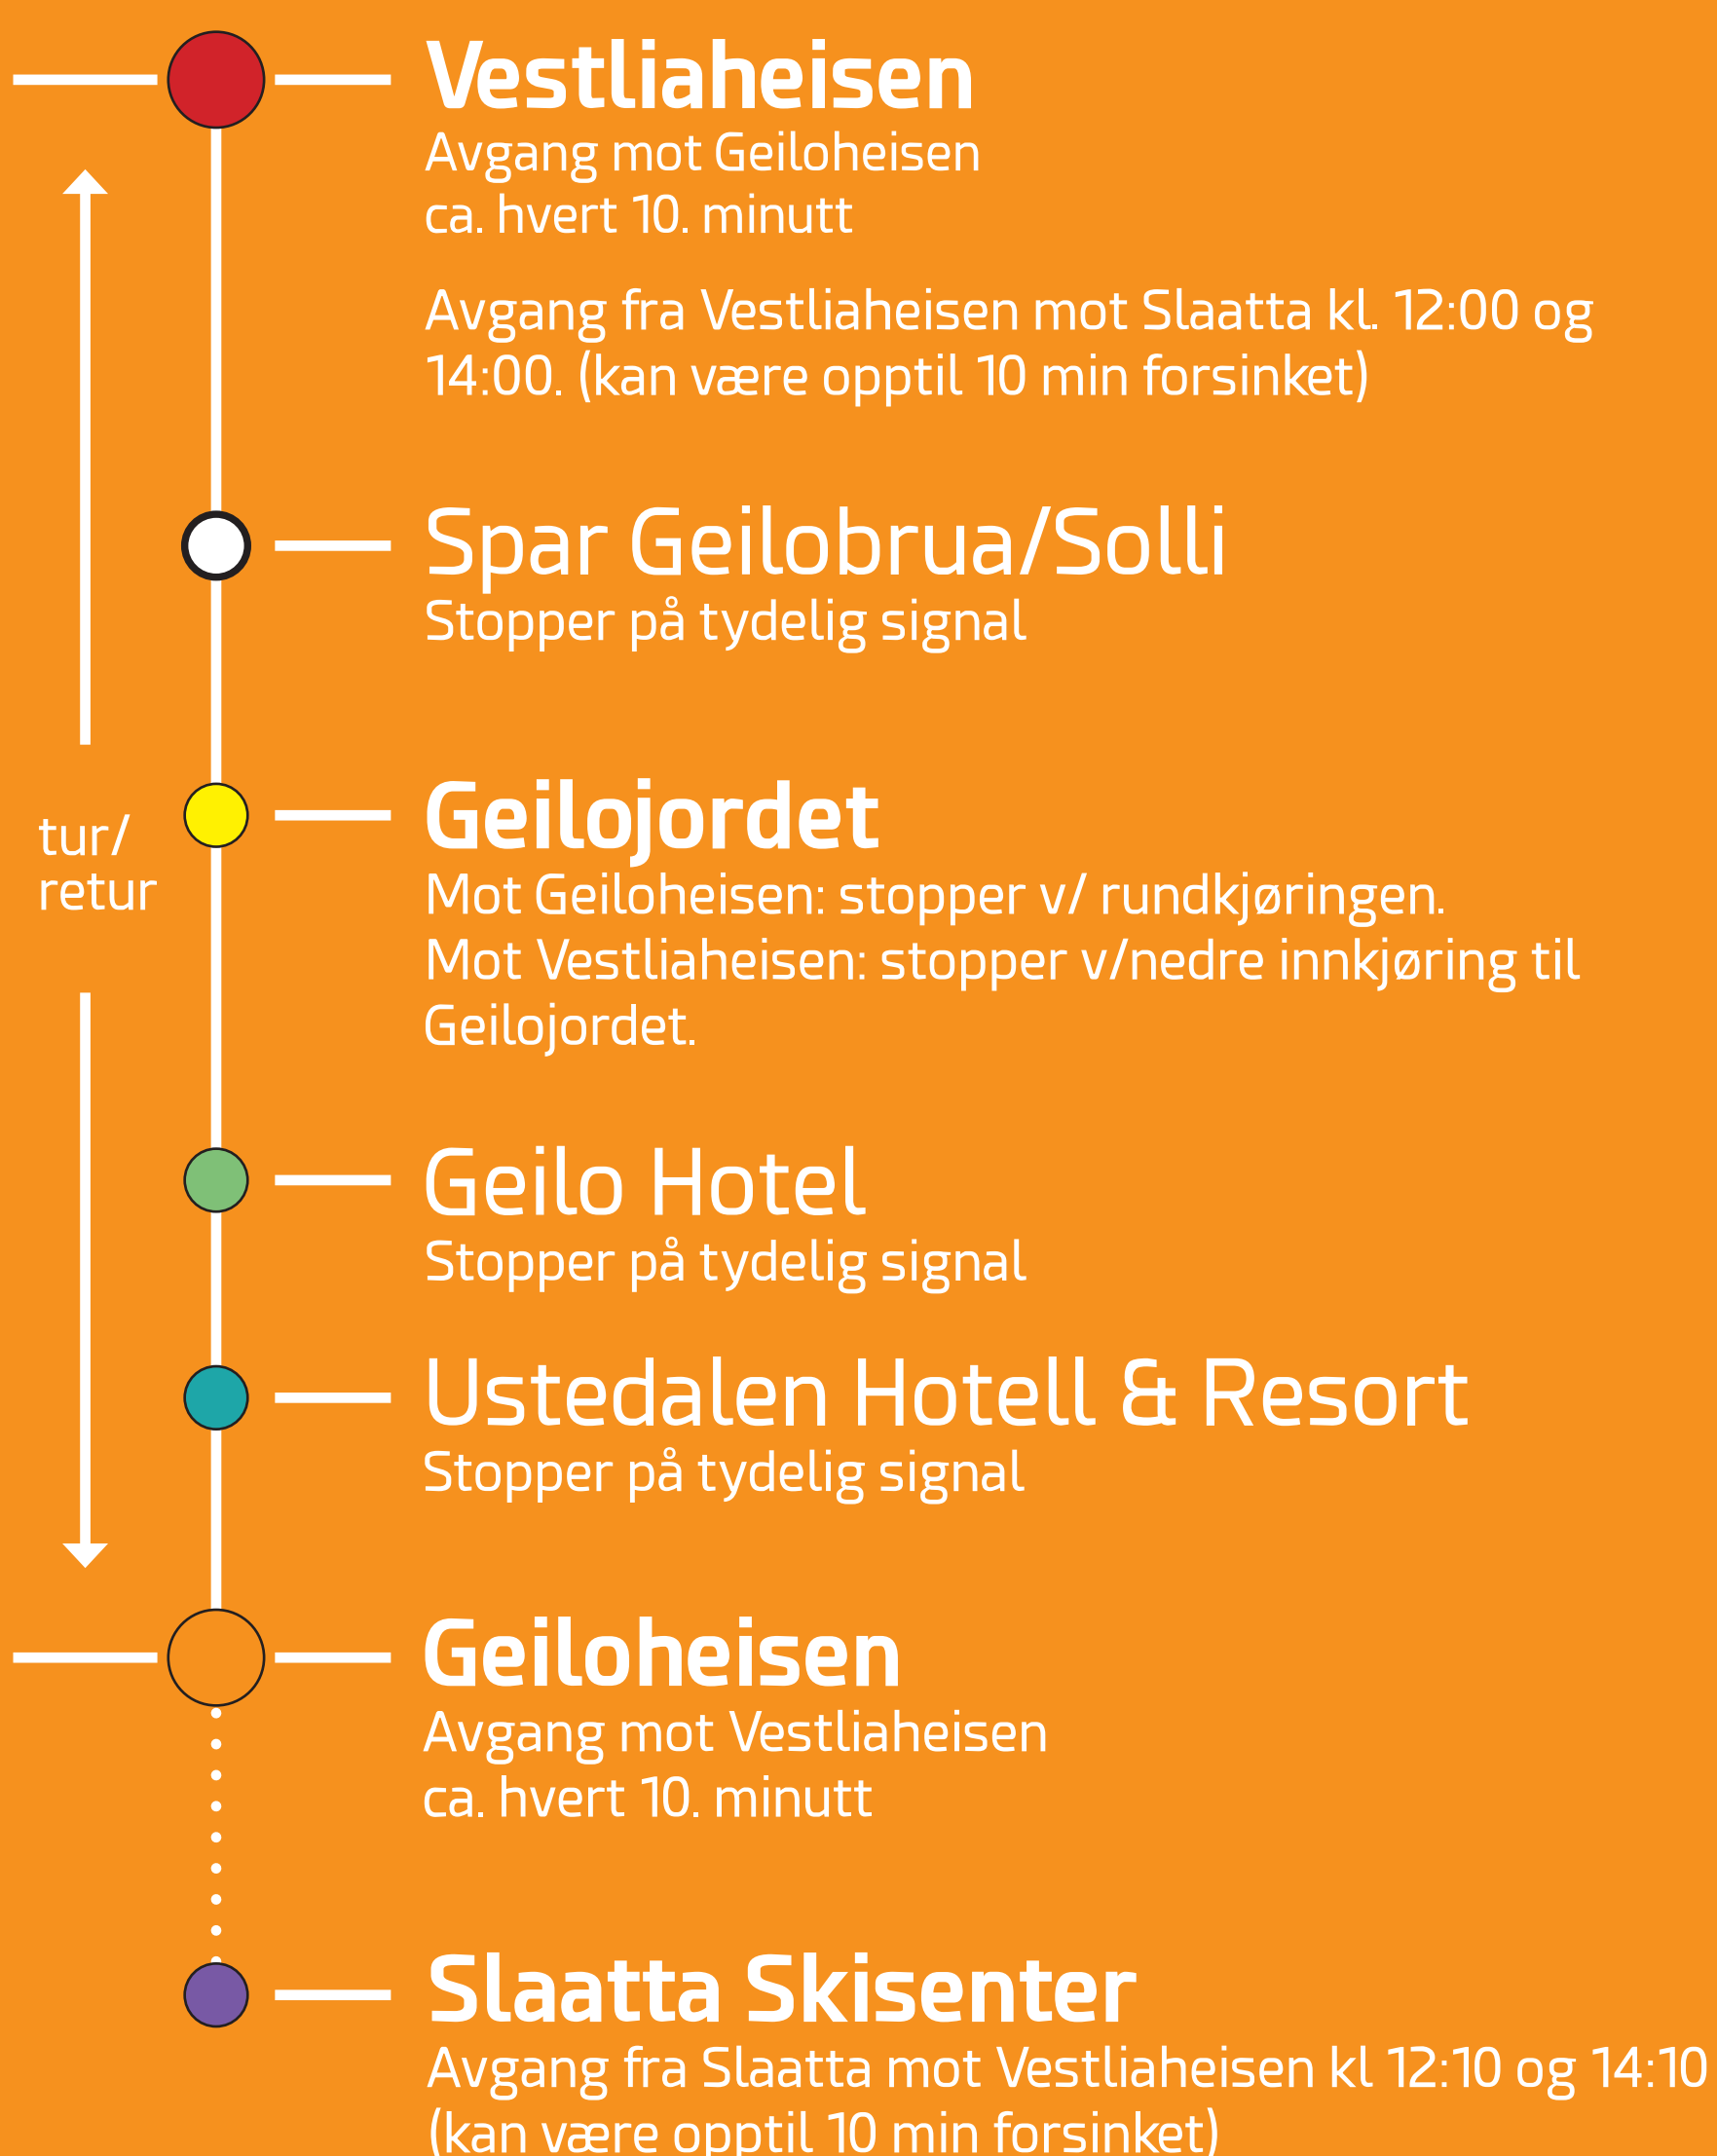 Vestliaheisen
Avgang mot Geiloheisen
ca. hvert 10. minutt
Avgang fra Vestliaheisen mot Slaatta kl. 12:00 og
14:00. (kan være opptil 10 min forsinket)
Spar Geilobrua/Solli
Stopper på tydelig signal
tur/
retur
Geilojordet
Mot Geiloheisen: stopper v/ rundkjøringen.
Mot Vestliaheisen: stopper v/nedre innkjøring til
Geilojordet.
Geilo Hotel
Stopper på tydelig signal
Ustedalen Hotell & Resort
Stopper på tydelig signal
Geiloheisen
Avgang mot Vestliaheisen
ca. hvert 10. minutt
Slaatta Skisenter
Avgang fra Slaatta mot Vestliaheisen kl 12:10 og 14:10
(kan være opptil 10 min forsinket)